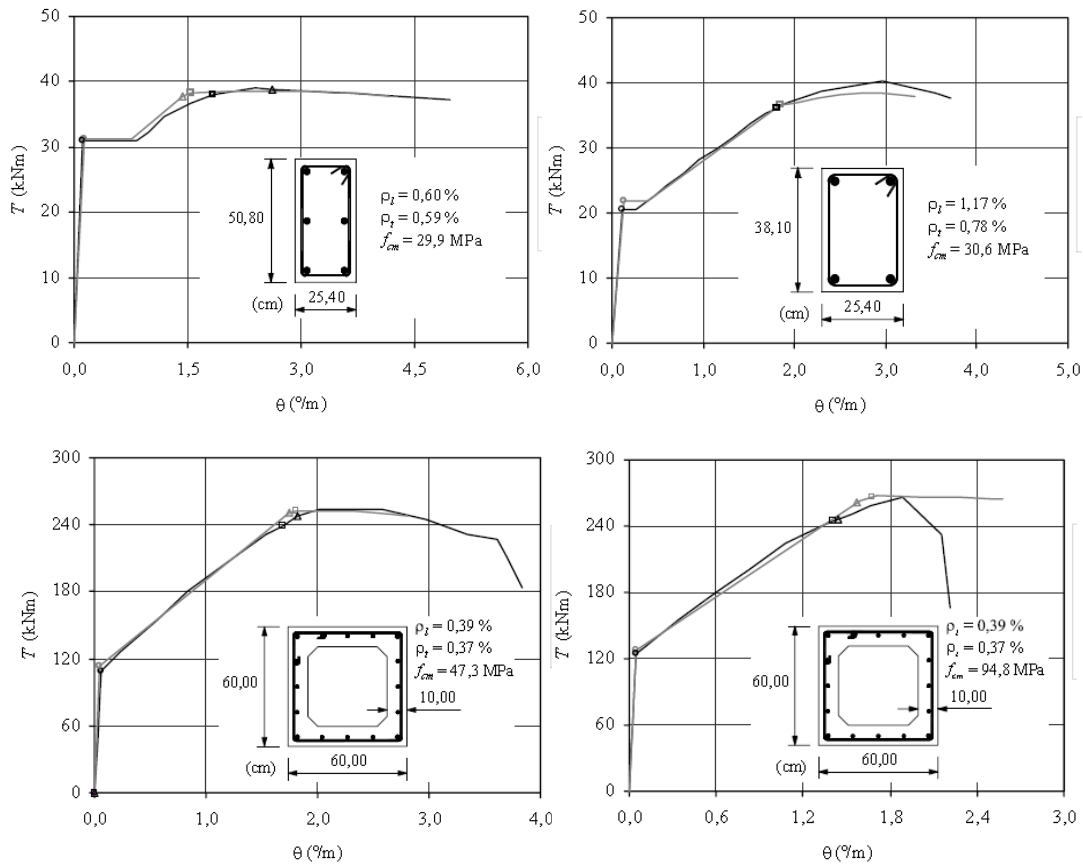 50
40
30
20
10
0
T (kNm)
0,0
1,5
3,0
4,5
6,0
θ (º/m)
50,80
(cm)
25,40
ρl = 0,60 %
ρt = 0,59 %
fcm = 29,9 MPa
50
40
30
20
10
0
T (kNm)
0,0
1,0
2,0
3,0
4,0
5,0
θ (º/m)
38,10
(cm)
25,40
ρl = 1,17 %
ρt = 0,78 %
fcm = 30,6 MPa
300
240
180
120
60
0
T (kNm)
0,0
1,0
2,0
3,0
4,0
θ (º/m)
60,00
(cm)
60,00
10,00
ρl = 0,39 %
ρt = 0,37 %
fcm = 47,3 MPa
300
240
180
120
60
0
T (kNm)
0,0
0,6
1,2
1,8
2,4
3,0
θ (º/m)
60,00
(cm)
60,00
10,00
ρl = 0,39 %
ρt = 0,37 %
fcm = 94,8 MPa